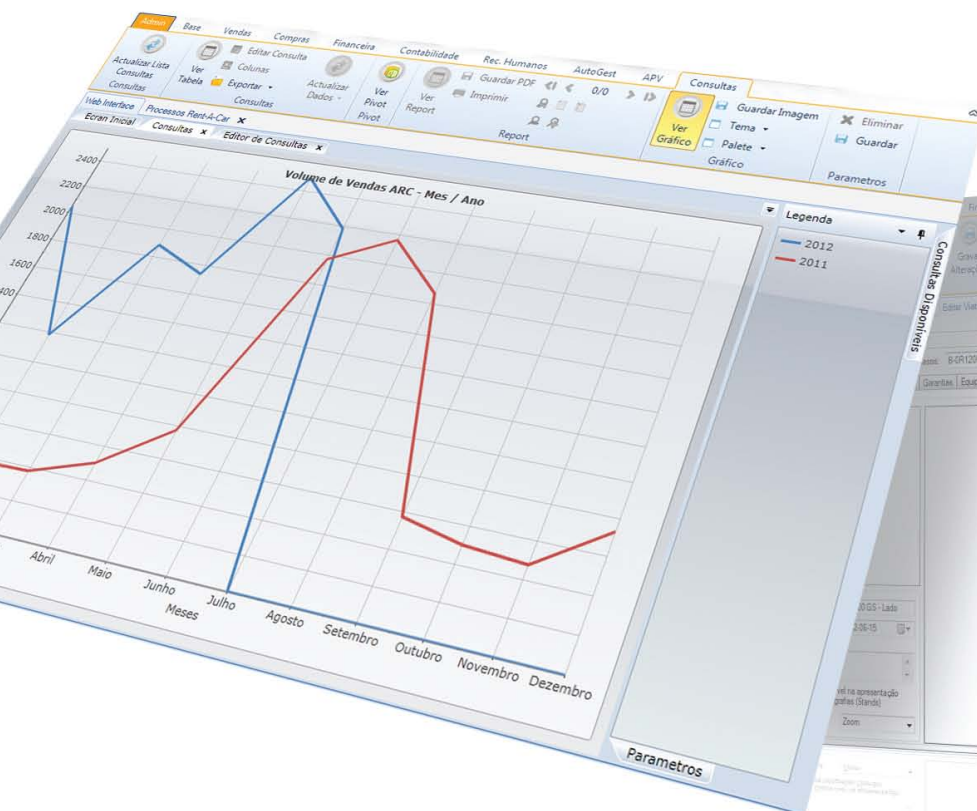 Admin Base Vendas Compras Financeira Contabilidade Rec. Humanos AutoGest APV Consultas
Actualizar Lista Consultas
Consultas
Ver Tabela
Editar Consulta
Colunas
Exportar
Consultas
Actualizar Dados
Ver Pivot
Pivot
Ver Report
Guardar PDF
0/0
Imprimir
Report
Ver Gráfico
Guardar Imagem
Tema
Palete
Gráfico
Eliminar
Guardar
Parametros
Web Interface Processos Rent-A-Car x
Ecran Inicial Consultas x Editor de Consultas x
Volume de Vendas ARC - Mes / Ano
2400
2200
2000
1800
1600
Abril
Maio
Junho
Julho
Agosto
Setembro
Outubro
Novembro
Dezembro
Meses
Legenda
2012
2011
Consultas Disponíveis
Parametros
Garantias
20 GS - Lada
Zoom